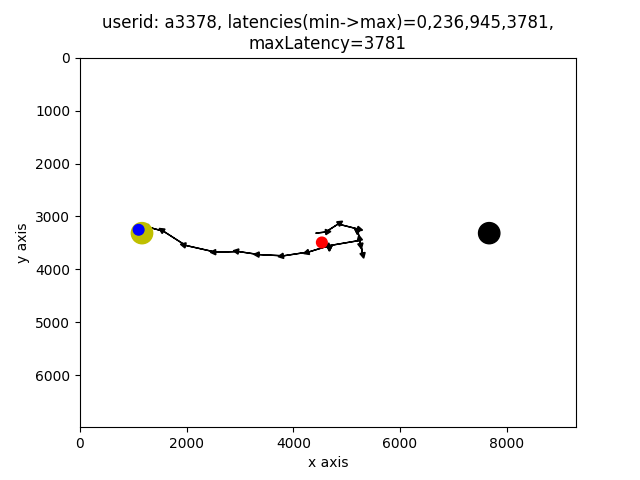 userid: a3378, latencies(min->max)=0,236,945,3781,
maxLatency=3781
0
1000
2000
3000
4000
5000
6000
y axis
0 2000 4000 6000 8000
x axis